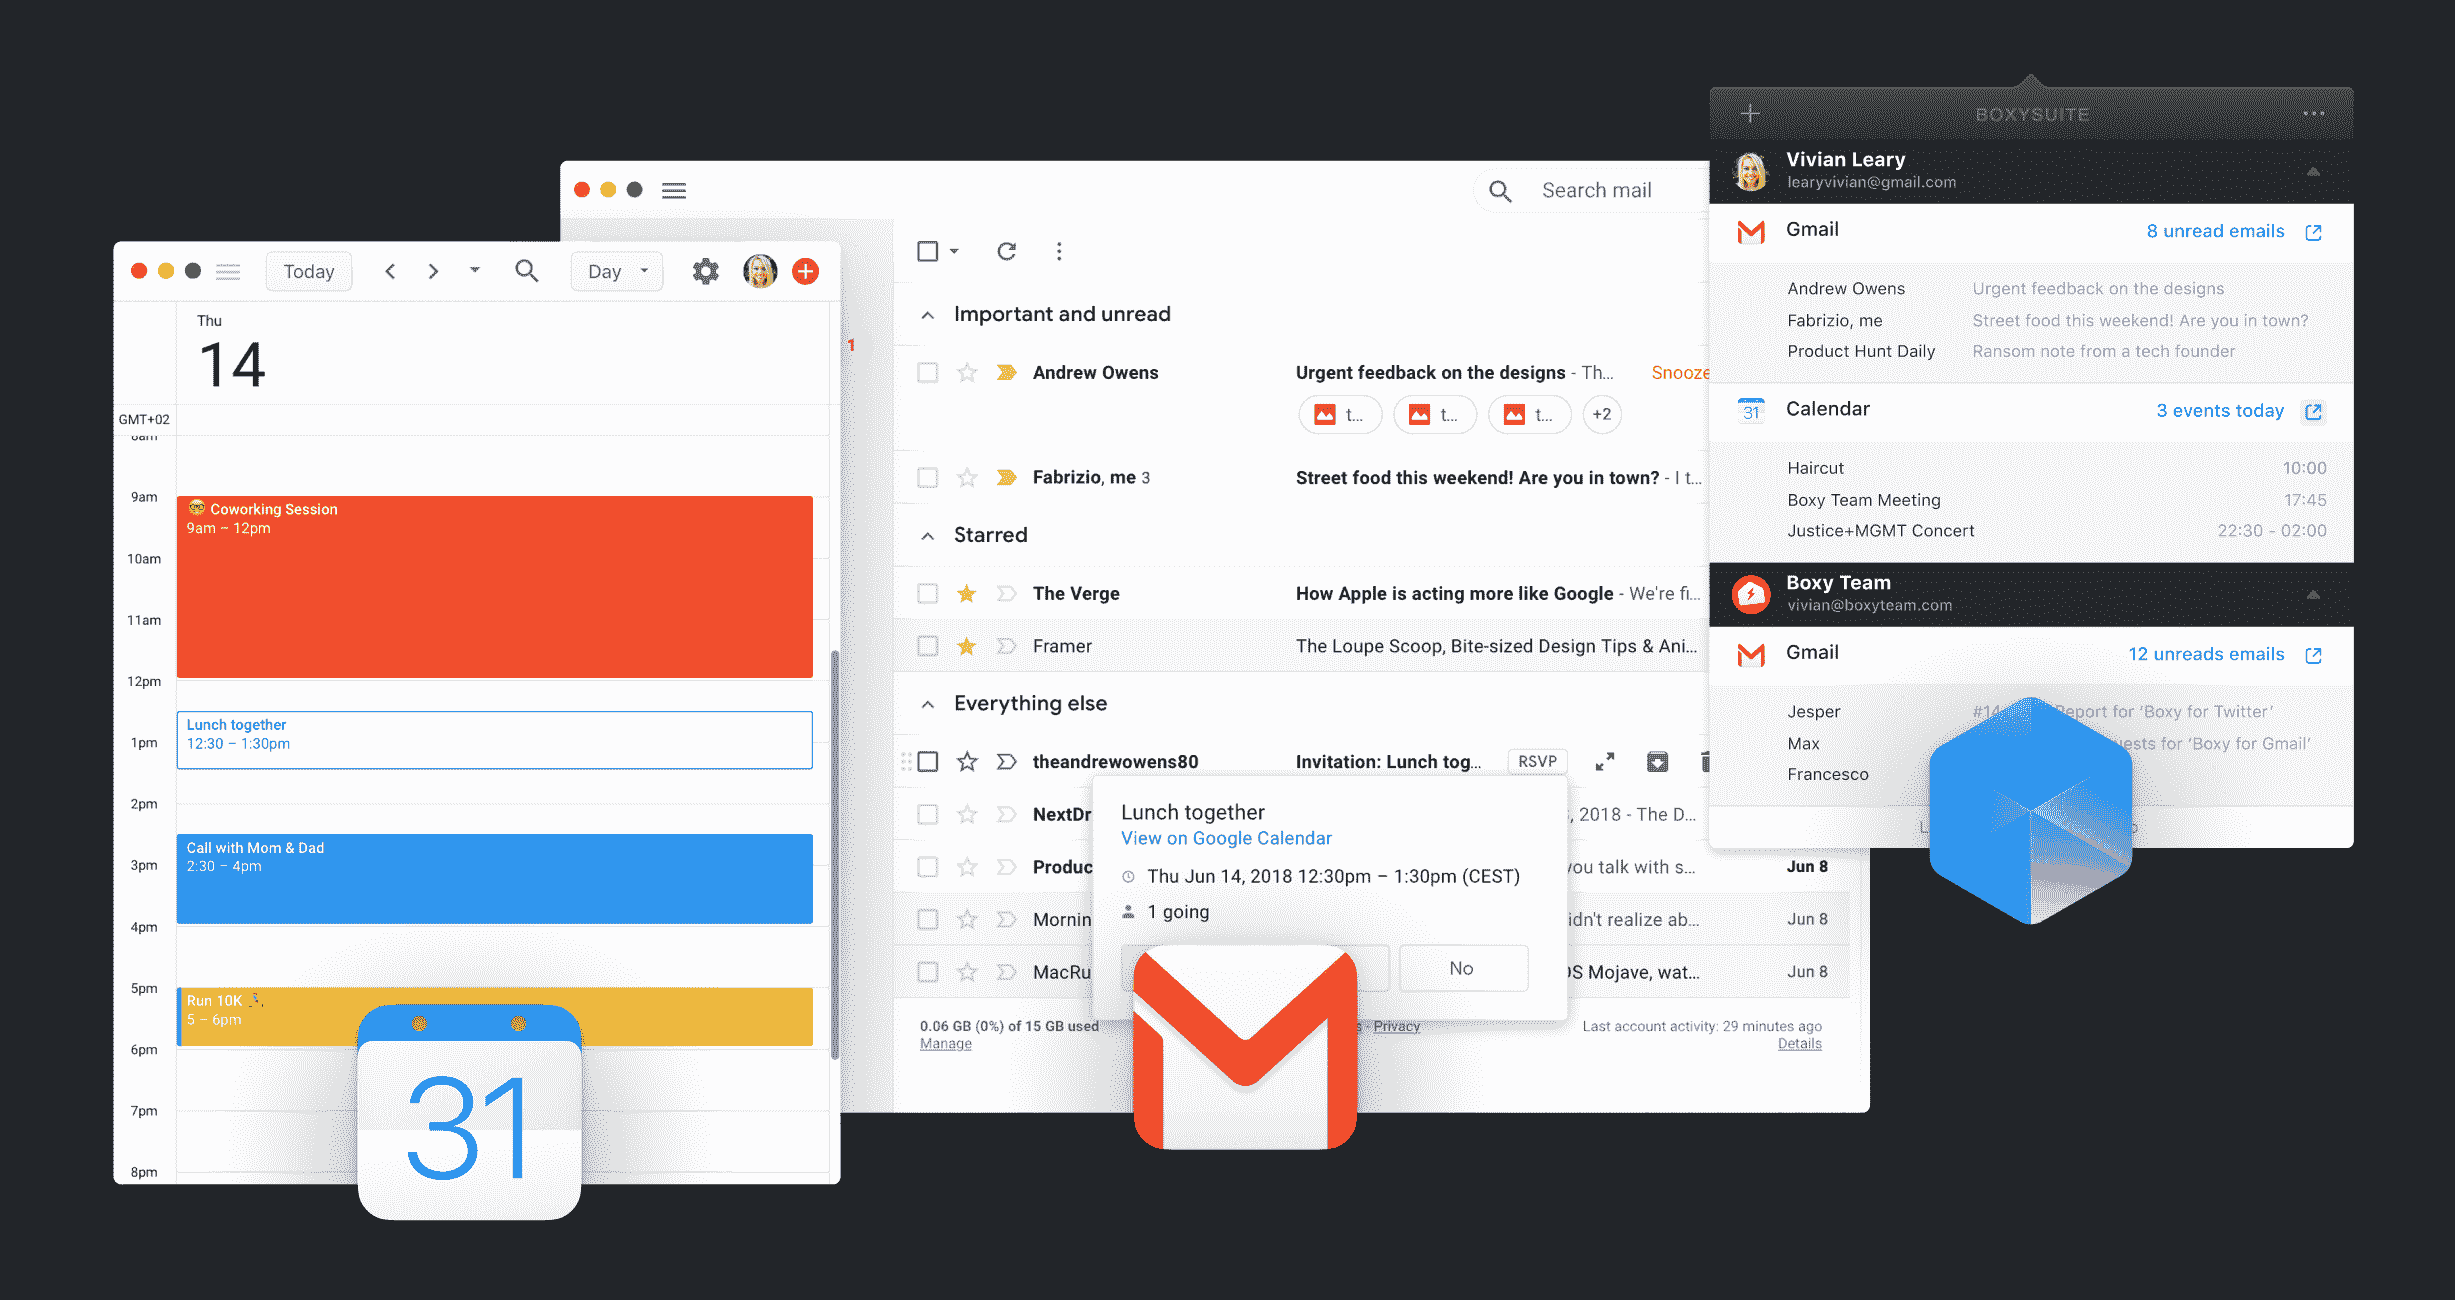 Today
Day
Thu
14
GMT+02
8am
9am
Coworking Session
9am – 12pm
10am
11am
12pm
Lunch together
12:30 – 1:30pm
1pm
2pm
Call with Mom & Dad
2:30 – 4pm
3pm
4pm
5pm
Run 10K
5 – 6pm
6pm
7pm
8pm
31
1
Search mail
Important and unread
Andrew Owens Urgent feedback on the designs - Th... Snooze
t... t... t... +2
Fabrizio, me 3 Street food this weekend! Are you in town? - I t...
Starred
The Verge How Apple is acting more like Google - We're fi...
Framer The Loupe Scoop, Bite-sized Design Tips & Ani...
Everything else
theandrewowens80 Invitation: Lunch tog... RSVP
NextDr , 2018 - The D...
Produc you talk with s... Jun 8
Mornin idn't realize ab... Jun 8
MacRu OS Mojave, wat... Jun 8
Lunch together
View on Google Calendar
Thu Jun 14, 2018 12:30pm – 1:30pm (CEST)
1 going
No
0.06 GB (0%) of 15 GB used
Manage
s - Privacy
Last account activity: 29 minutes ago
Details
BOXYSUITE
Vivian Leary
learyvivian@gmail.com
Gmail 8 unread emails
Andrew Owens Urgent feedback on the designs
Fabrizio, me Street food this weekend! Are you in town?
Product Hunt Daily Ransom note from a tech founder
31 Calendar 3 events today
Haircut 10:00
Boxy Team Meeting 17:45
Justice+MGMT Concert 22:30 - 02:00
Boxy Team
vivian@boxyteam.com
Gmail 12 unreads emails
Jesper #14 Report for ‘Boxy for Twitter’
Max uests for ‘Boxy for Gmail’
Francesco